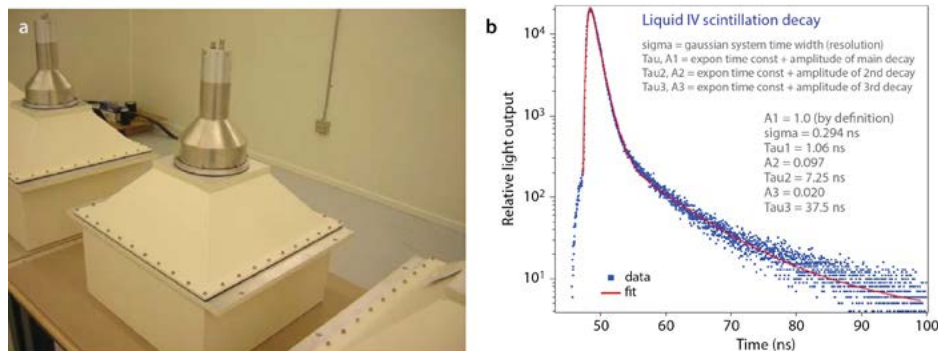 a
b
Liquid IV scintillation decay
sigma = gaussian system time width (resolution)
Tau, A1 = expon time const + amplitude of main decay
Tau2, A2 = expon time const + amplitude of 2nd decay
Tau3, A3 = expon time const + amplitude of 3rd decay
A1 = 1.0 (by definition)
sigma = 0.294 ns
Tau1 = 1.06 ns
A2 = 0.097
Tau2 = 7.25 ns
A3 = 0.020
Tau3 = 37.5 ns
Relative light output
10⁴
10³
10²
10¹
data
fit
50 60 70 80 90 100
Time (ns)